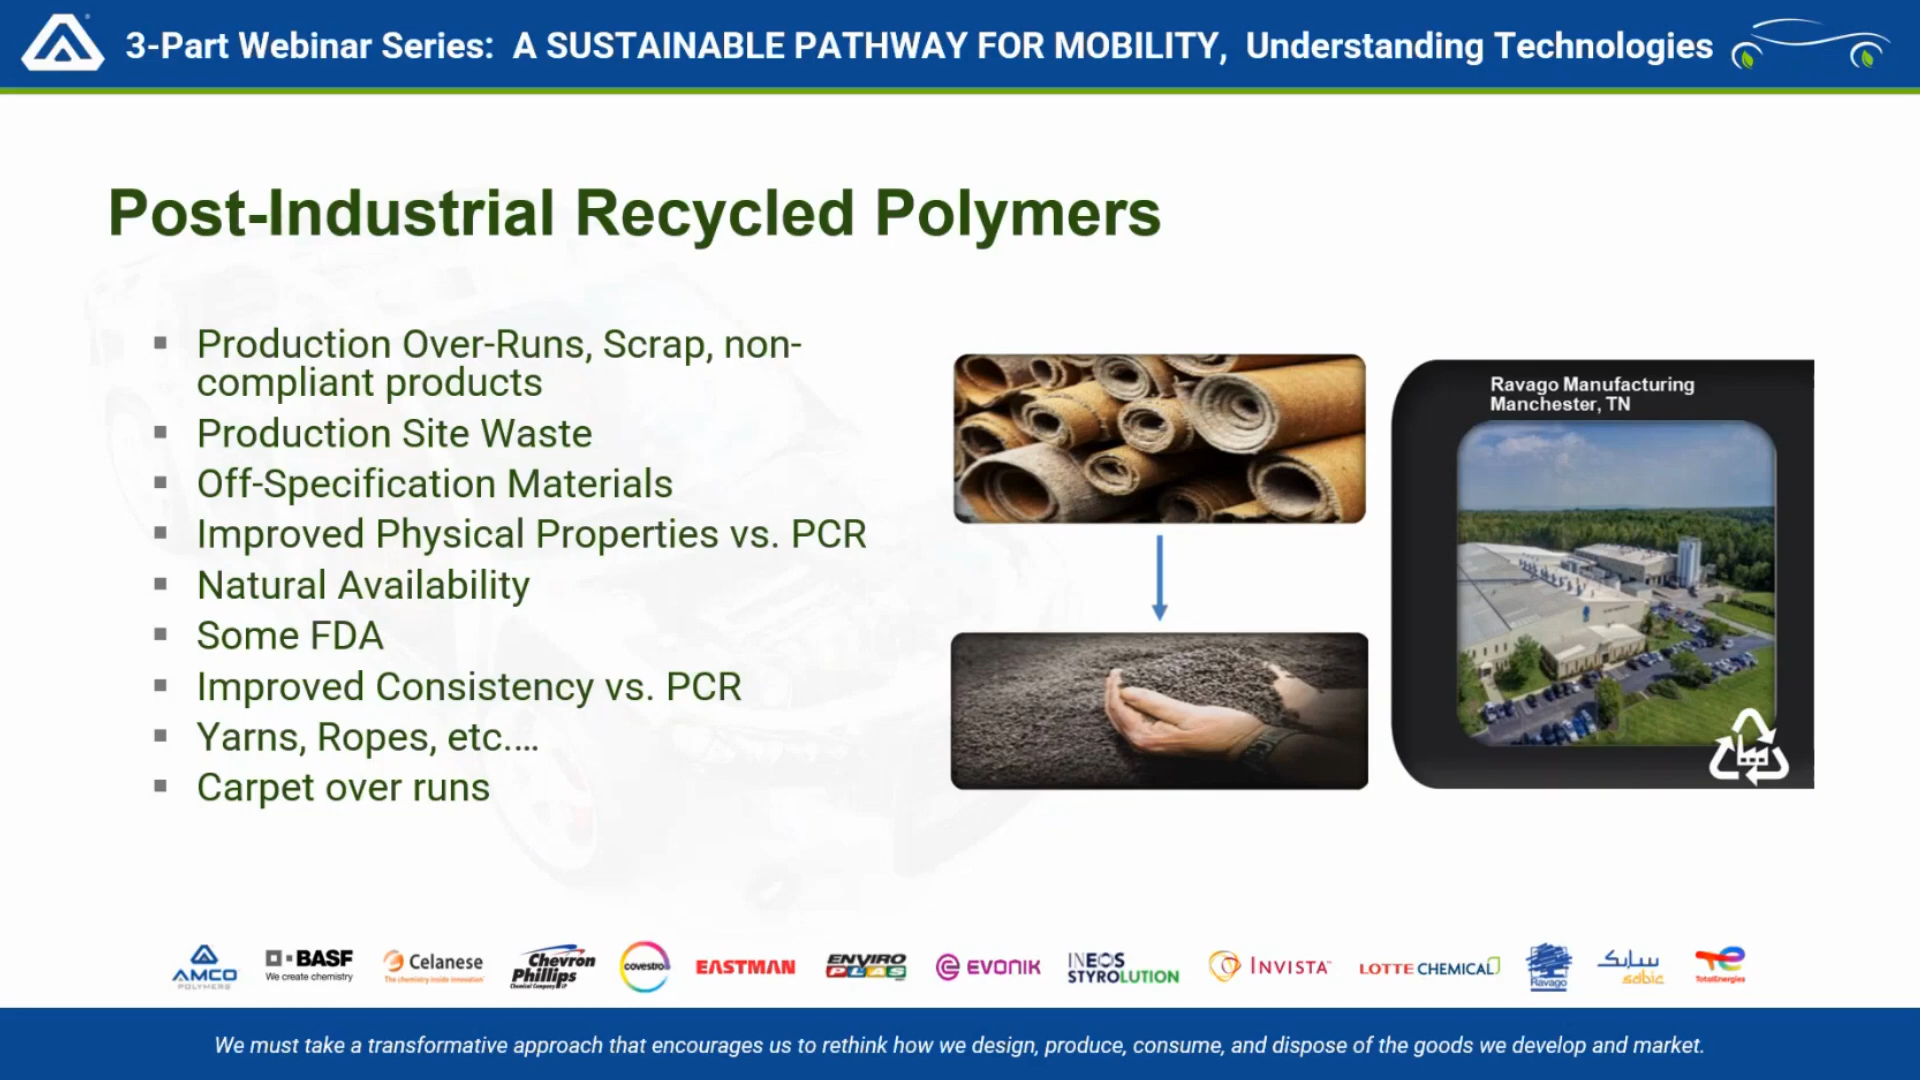 3-Part Webinar Series: A SUSTAINABLE PATHWAY FOR MOBILITY, Understanding Technologies
Post-Industrial Recycled Polymers
Production Over-Runs, Scrap, non-
compliant products
Production Site Waste
Off-Specification Materials
Improved Physical Properties vs. PCR
Natural Availability
Some FDA
Improved Consistency vs. PCR
Yarns, Ropes, etc.…
Carpet over runs
Ravago Manufacturing
Manchester, TN
AMCO
POLYMERS
BASF
We create chemistry
Celanese
The chemistry inside innovation
Chevron
Phillips
Chemical Company LP
covestro
EASTMAN
ENVIRO
PLAS
EVONIK
INEOS
STYROLUTION
INVISTA
LOTTE CHEMICAL
Ravago
سابك
sabic
TotalEnergies
We must take a transformative approach that encourages us to rethink how we design, produce, consume, and dispose of the goods we develop and market.